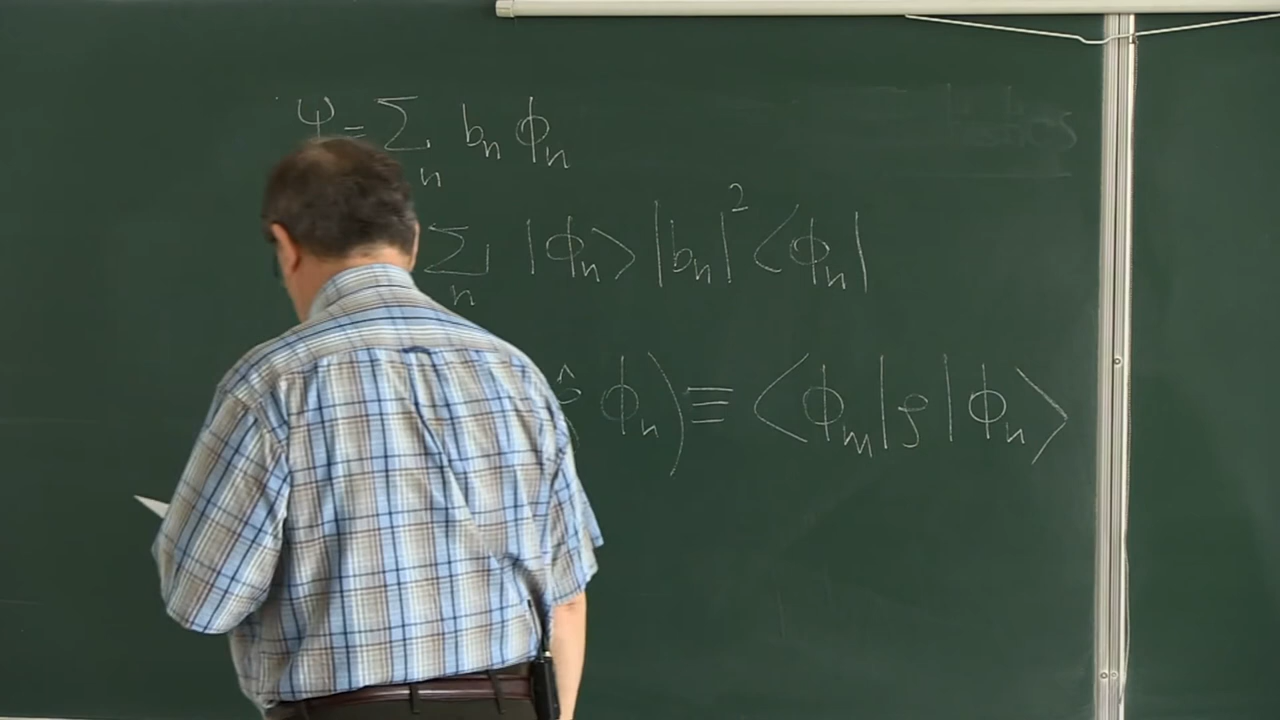 Ψ = Σ_n b_n ϕ_n
Σ_n |ϕ_n> |b_n|² <ϕ_n|
ρ̂ ϕ_n) ≡ <ϕ_m|ρ|ϕ_n>